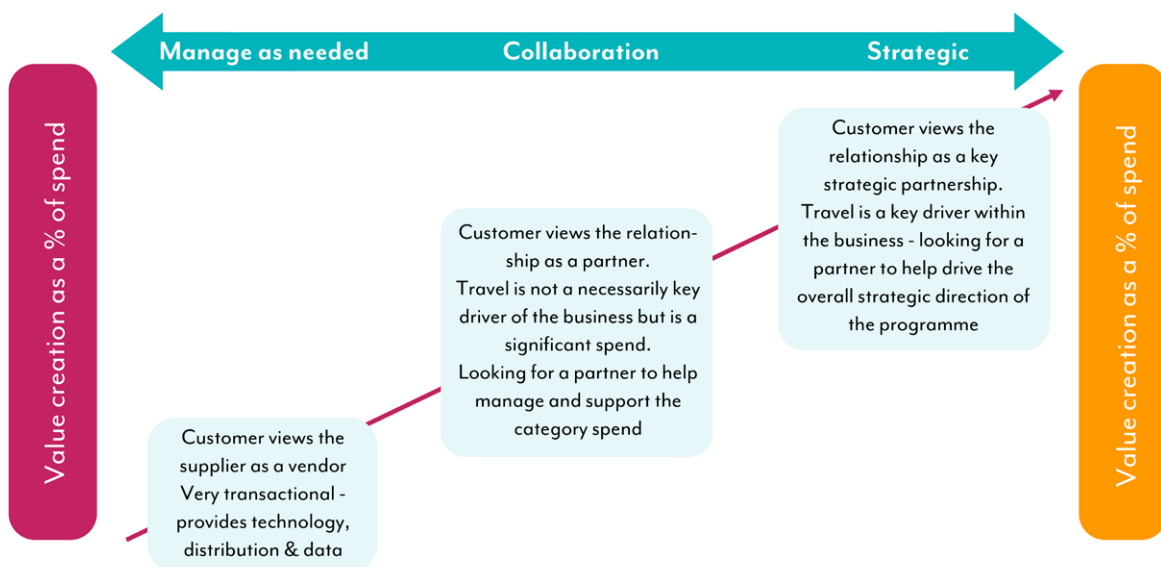 Manage as needed
Collaboration
Strategic
Value creation as a % of spend
Customer views the
supplier as a vendor
Very transactional -
provides technology,
distribution & data
Customer views the relation-
ship as a partner.
Travel is not a necessarily key
driver of the business but is a
significant spend.
Looking for a partner to help
manage and support the
category spend
Customer views the
relationship as a key
strategic partnership.
Travel is a key driver within
the business - looking for a
partner to help drive the
overall strategic direction of
the programme
Value creation as a % of spend